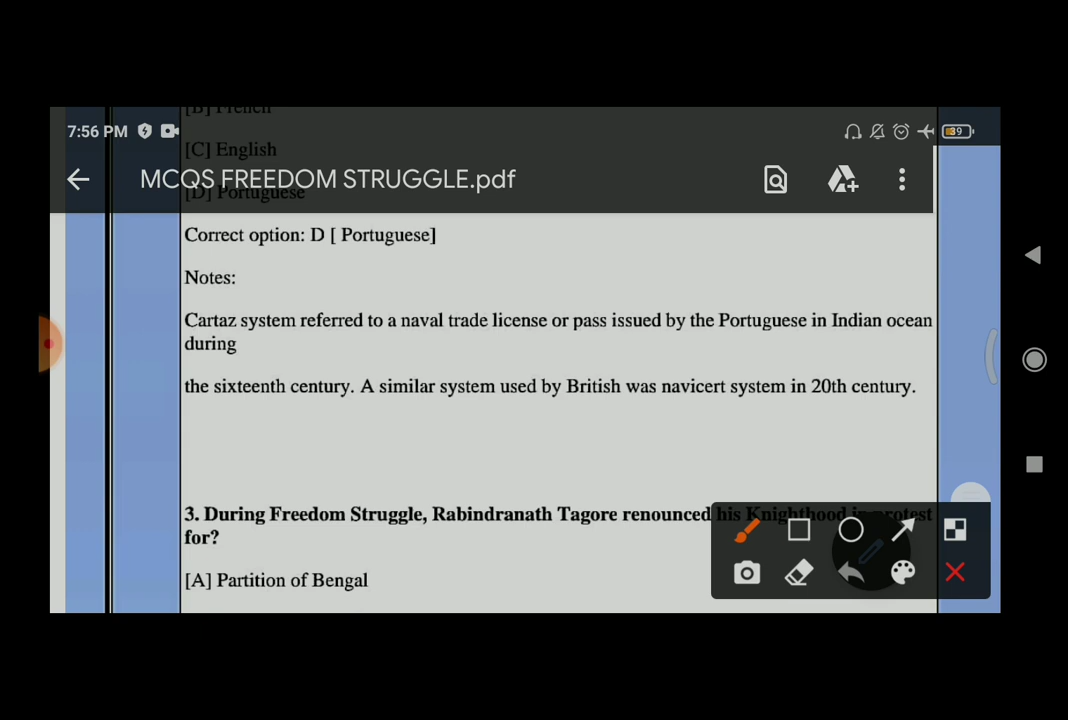 [B] French
7:56 PM
39
[C] English
MCQS FREEDOM STRUGGLE.pdf
[D] Portuguese
Correct option: D [ Portuguese]
Notes:
Cartaz system referred to a naval trade license or pass issued by the Portuguese in Indian ocean
during
the sixteenth century. A similar system used by British was navicert system in 20th century.
3. During Freedom Struggle, Rabindranath Tagore renounced his Knighthood in protest
for?
[A] Partition of Bengal